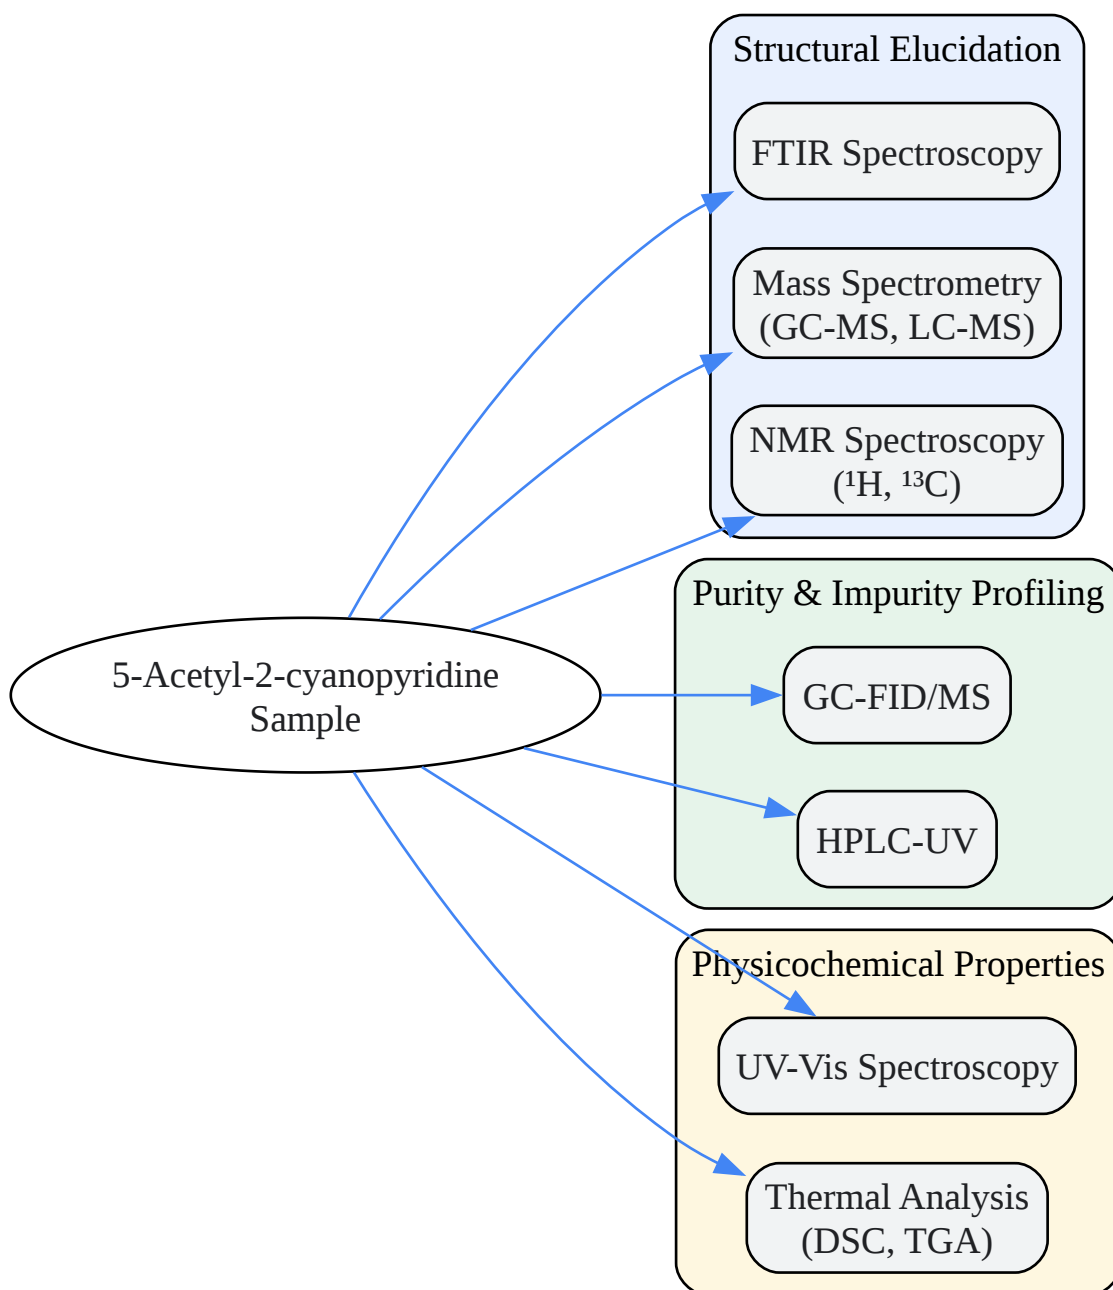 Structural Elucidation
FTIR Spectroscopy
Mass Spectrometry
(GC-MS, LC-MS)
NMR Spectroscopy
(¹H, ¹³C)
Purity & Impurity Profiling
5-Acetyl-2-cyanopyridine
Sample
GC-FID/MS
HPLC-UV
Physicochemical Properties
UV-Vis Spectroscopy
Thermal Analysis
(DSC, TGA)